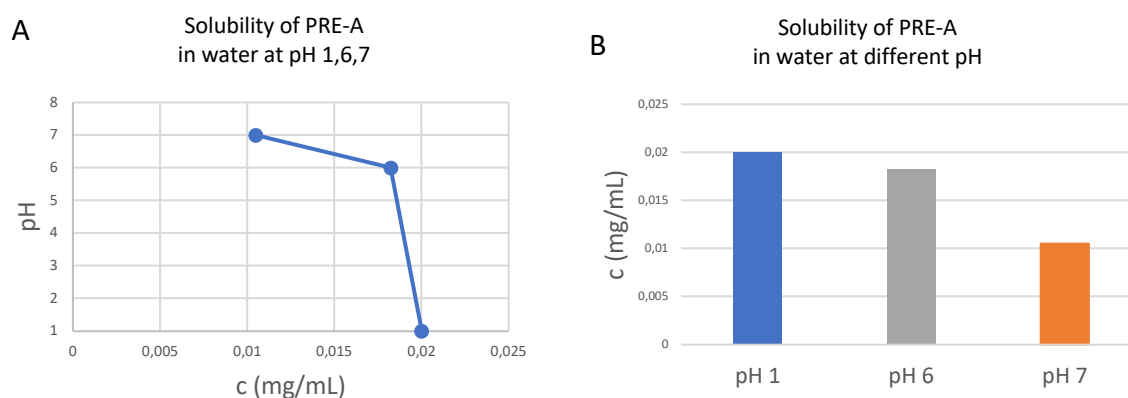 A
Solubility of PRE-A
in water at pH 1,6,7
8
7
6
5
4
3
2
1
pH
0
0,005
0,01
0,015
0,02
0,025
c (mg/mL)
B
Solubility of PRE-A
in water at different pH
0,025
0,02
0,015
0,01
0,005
0
c (mg/mL)
pH 1
pH 6
pH 7